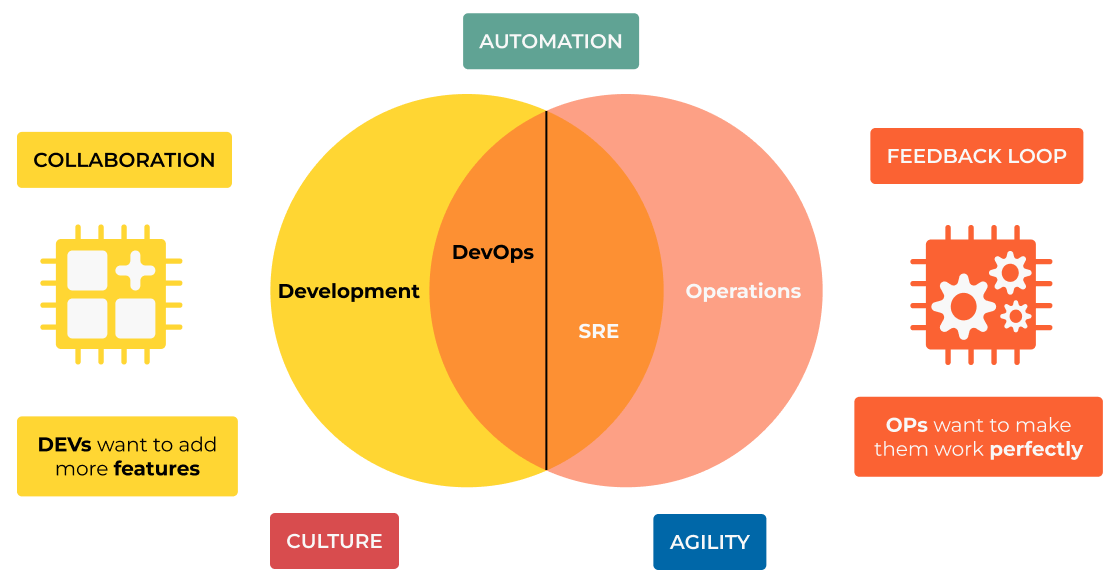 AUTOMATION
COLLABORATION
FEEDBACK LOOP
DevOps
Development
Operations
SRE
DEVs want to add
more features
OPs want to make
them work perfectly
CULTURE
AGILITY